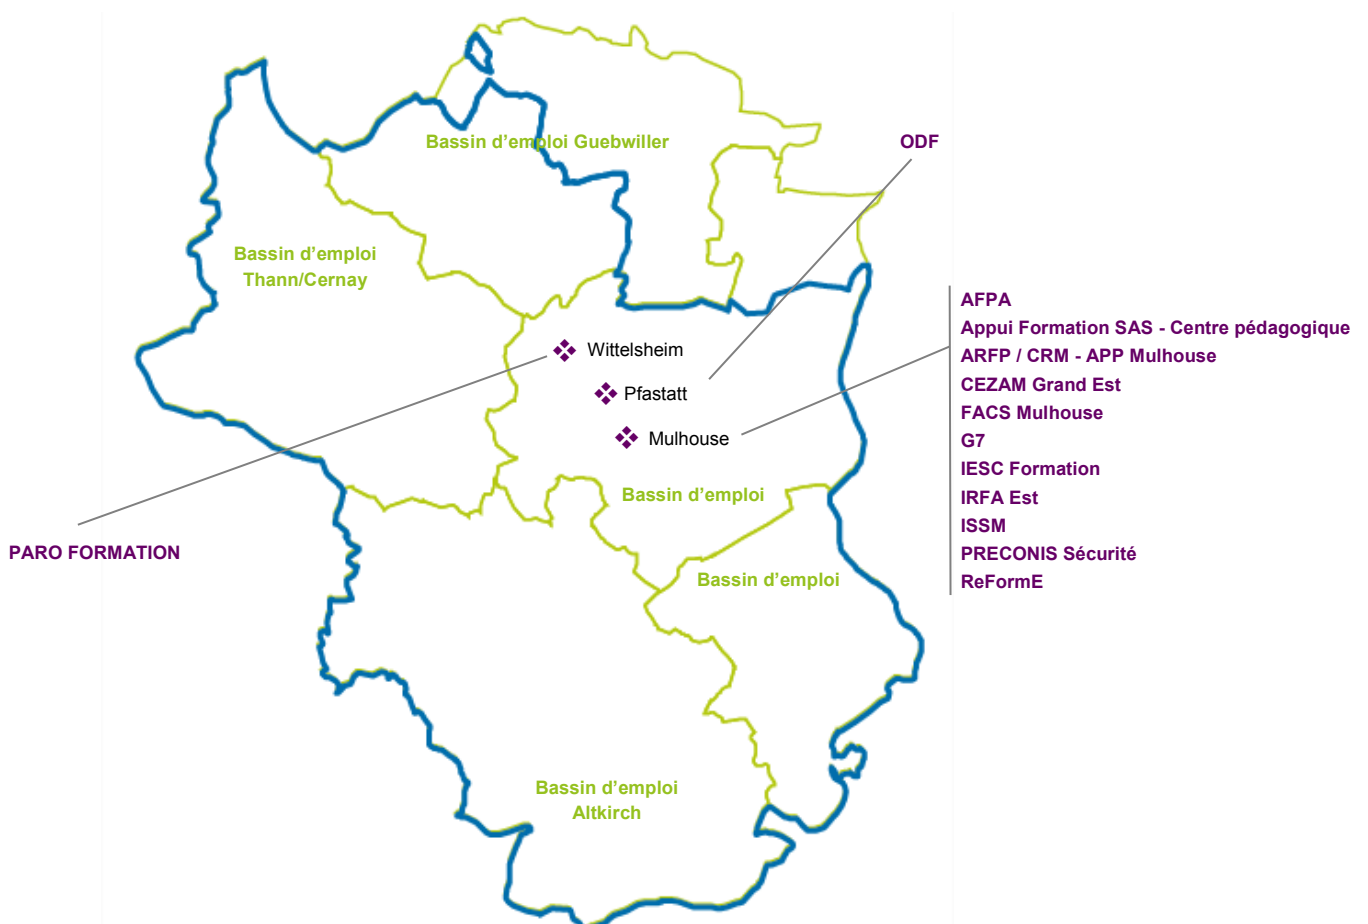 Bassin d'emploi Guebwiller
ODF
Bassin d'emploi
Thann/Cernay
AFPA
Appui Formation SAS - Centre pédagogique
ARFP / CRM - APP Mulhouse
CEZAM Grand Est
FACS Mulhouse
G7
IESC Formation
IRFA Est
ISSM
PRECONIS Sécurité
ReFormE
Wittelsheim
Pfastatt
Mulhouse
Bassin d'emploi
PARO FORMATION
Bassin d'emploi
Bassin d'emploi
Altkirch